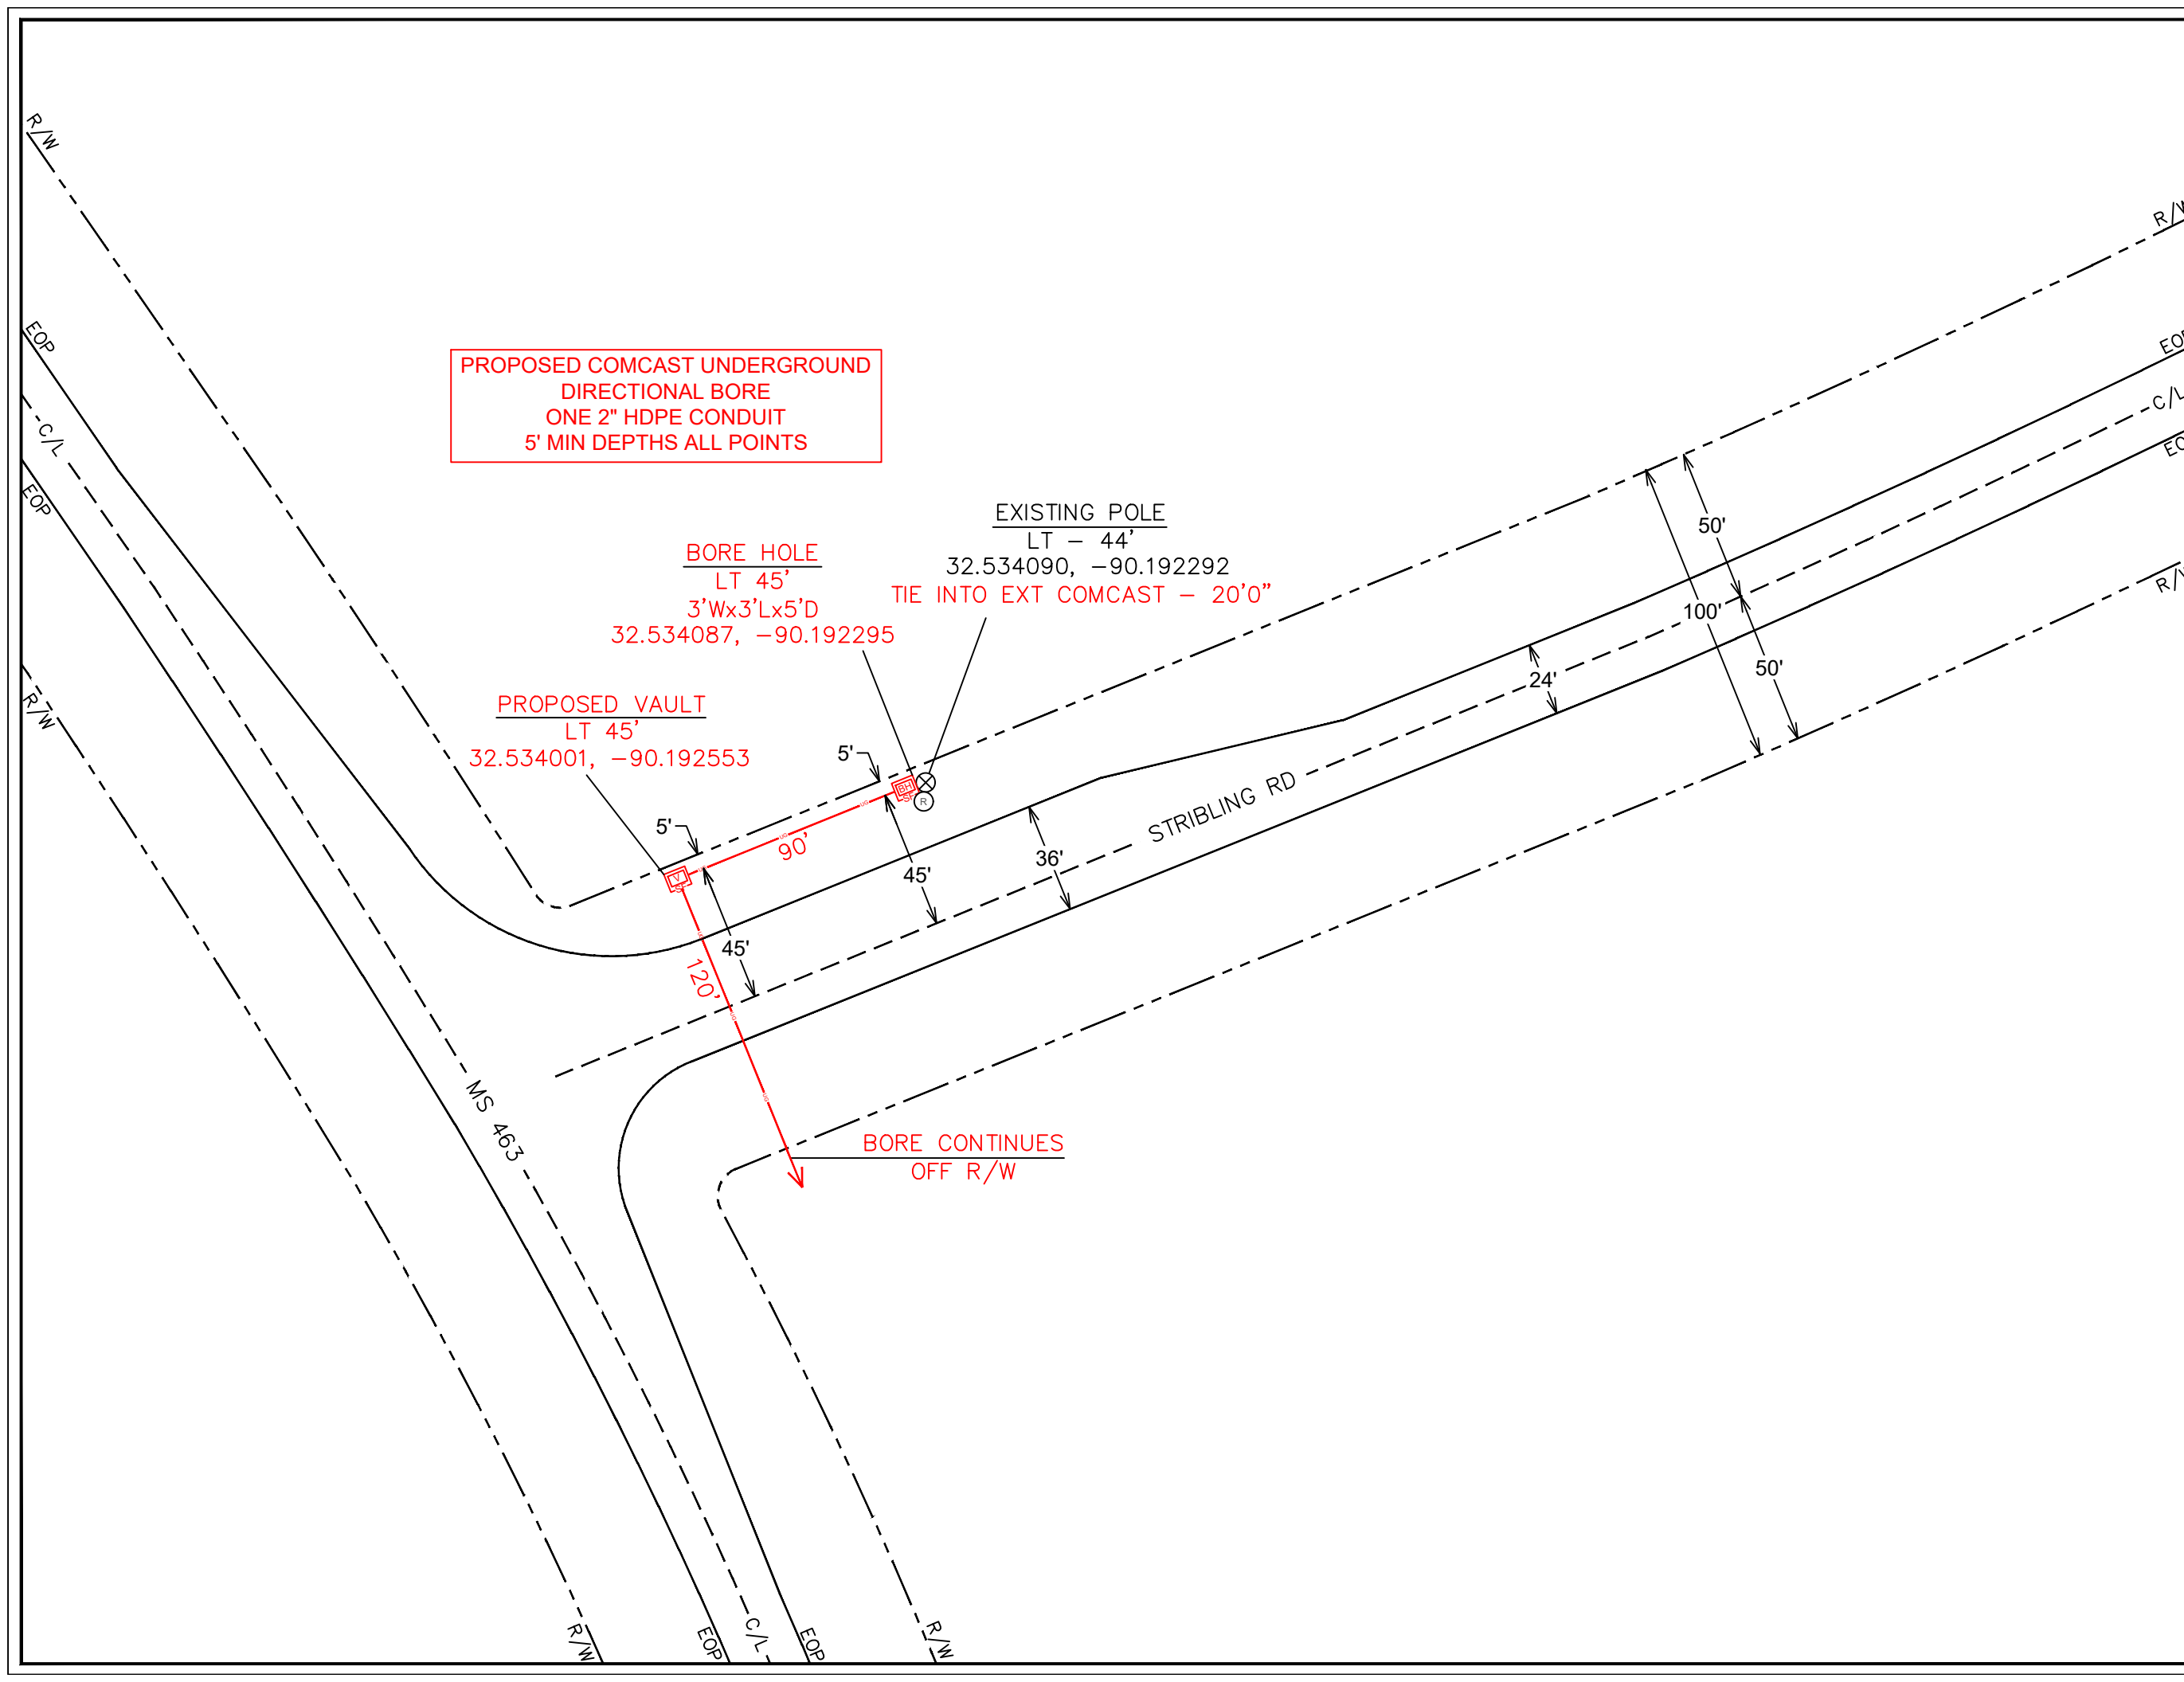 R/W
R/
EOP
EO
C/L
C/L
EO
EOP
R/W
R/
PROPOSED COMCAST UNDERGROUND
DIRECTIONAL BORE
ONE 2" HDPE CONDUIT
5' MIN DEPTHS ALL POINTS
EXISTING POLE
LT – 44'
32.534090, –90.192292
TIE INTO EXT COMCAST – 20'0"
BORE HOLE
LT 45'
3'Wx3'Lx5'D
32.534087, –90.192295
PROPOSED VAULT
LT 45'
32.534001, –90.192553
50'
100'
50'
24'
5'
BH
R
5'
V
90'
45'
36'
STRIBLING RD
45'
120'
MS 463
BORE CONTINUES
OFF R/W
R/W
EOP
C/L
EOP
R/W